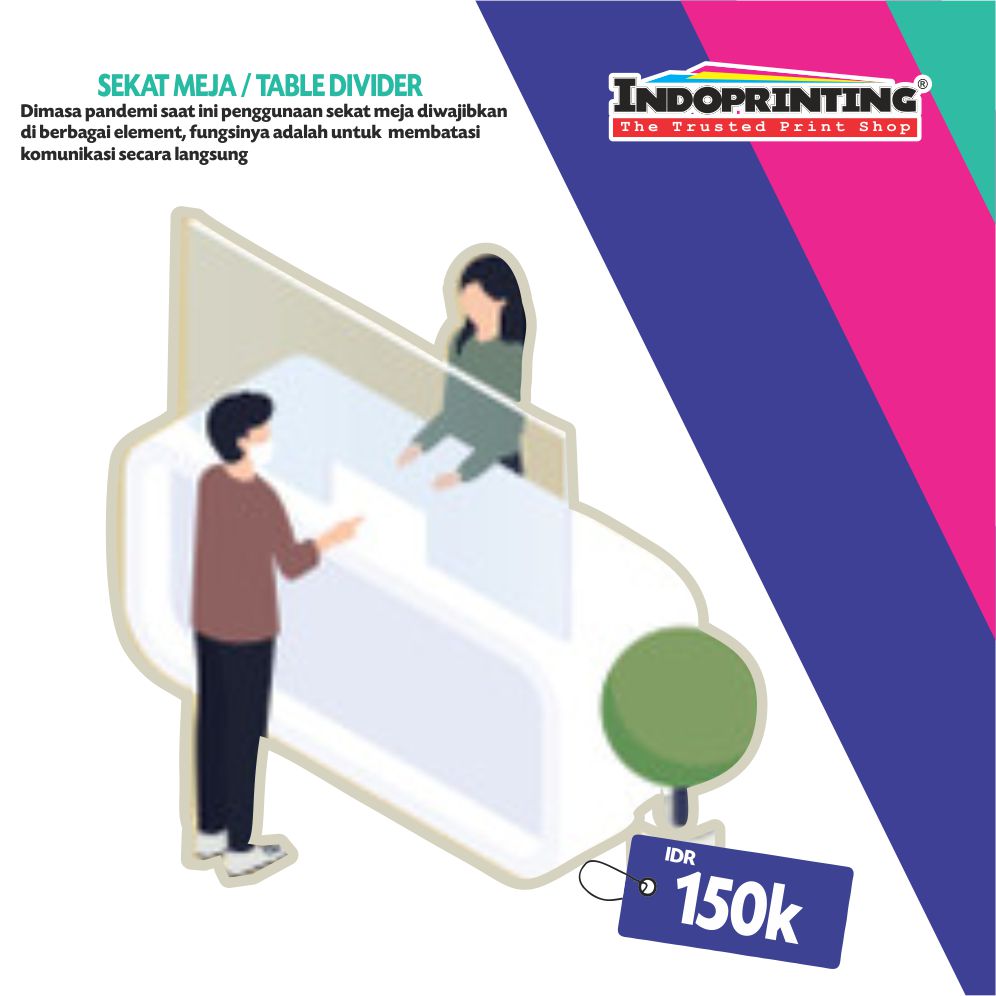 SEKAT MEJA / TABLE DIVIDER
Dimasa pandemi saat ini penggunaan sekat meja diwajibkan
di berbagai element, fungsinya adalah untuk membatasi
komunikasi secara langsung
INDOPRINTING®
The Trusted Print Shop
IDR
150k